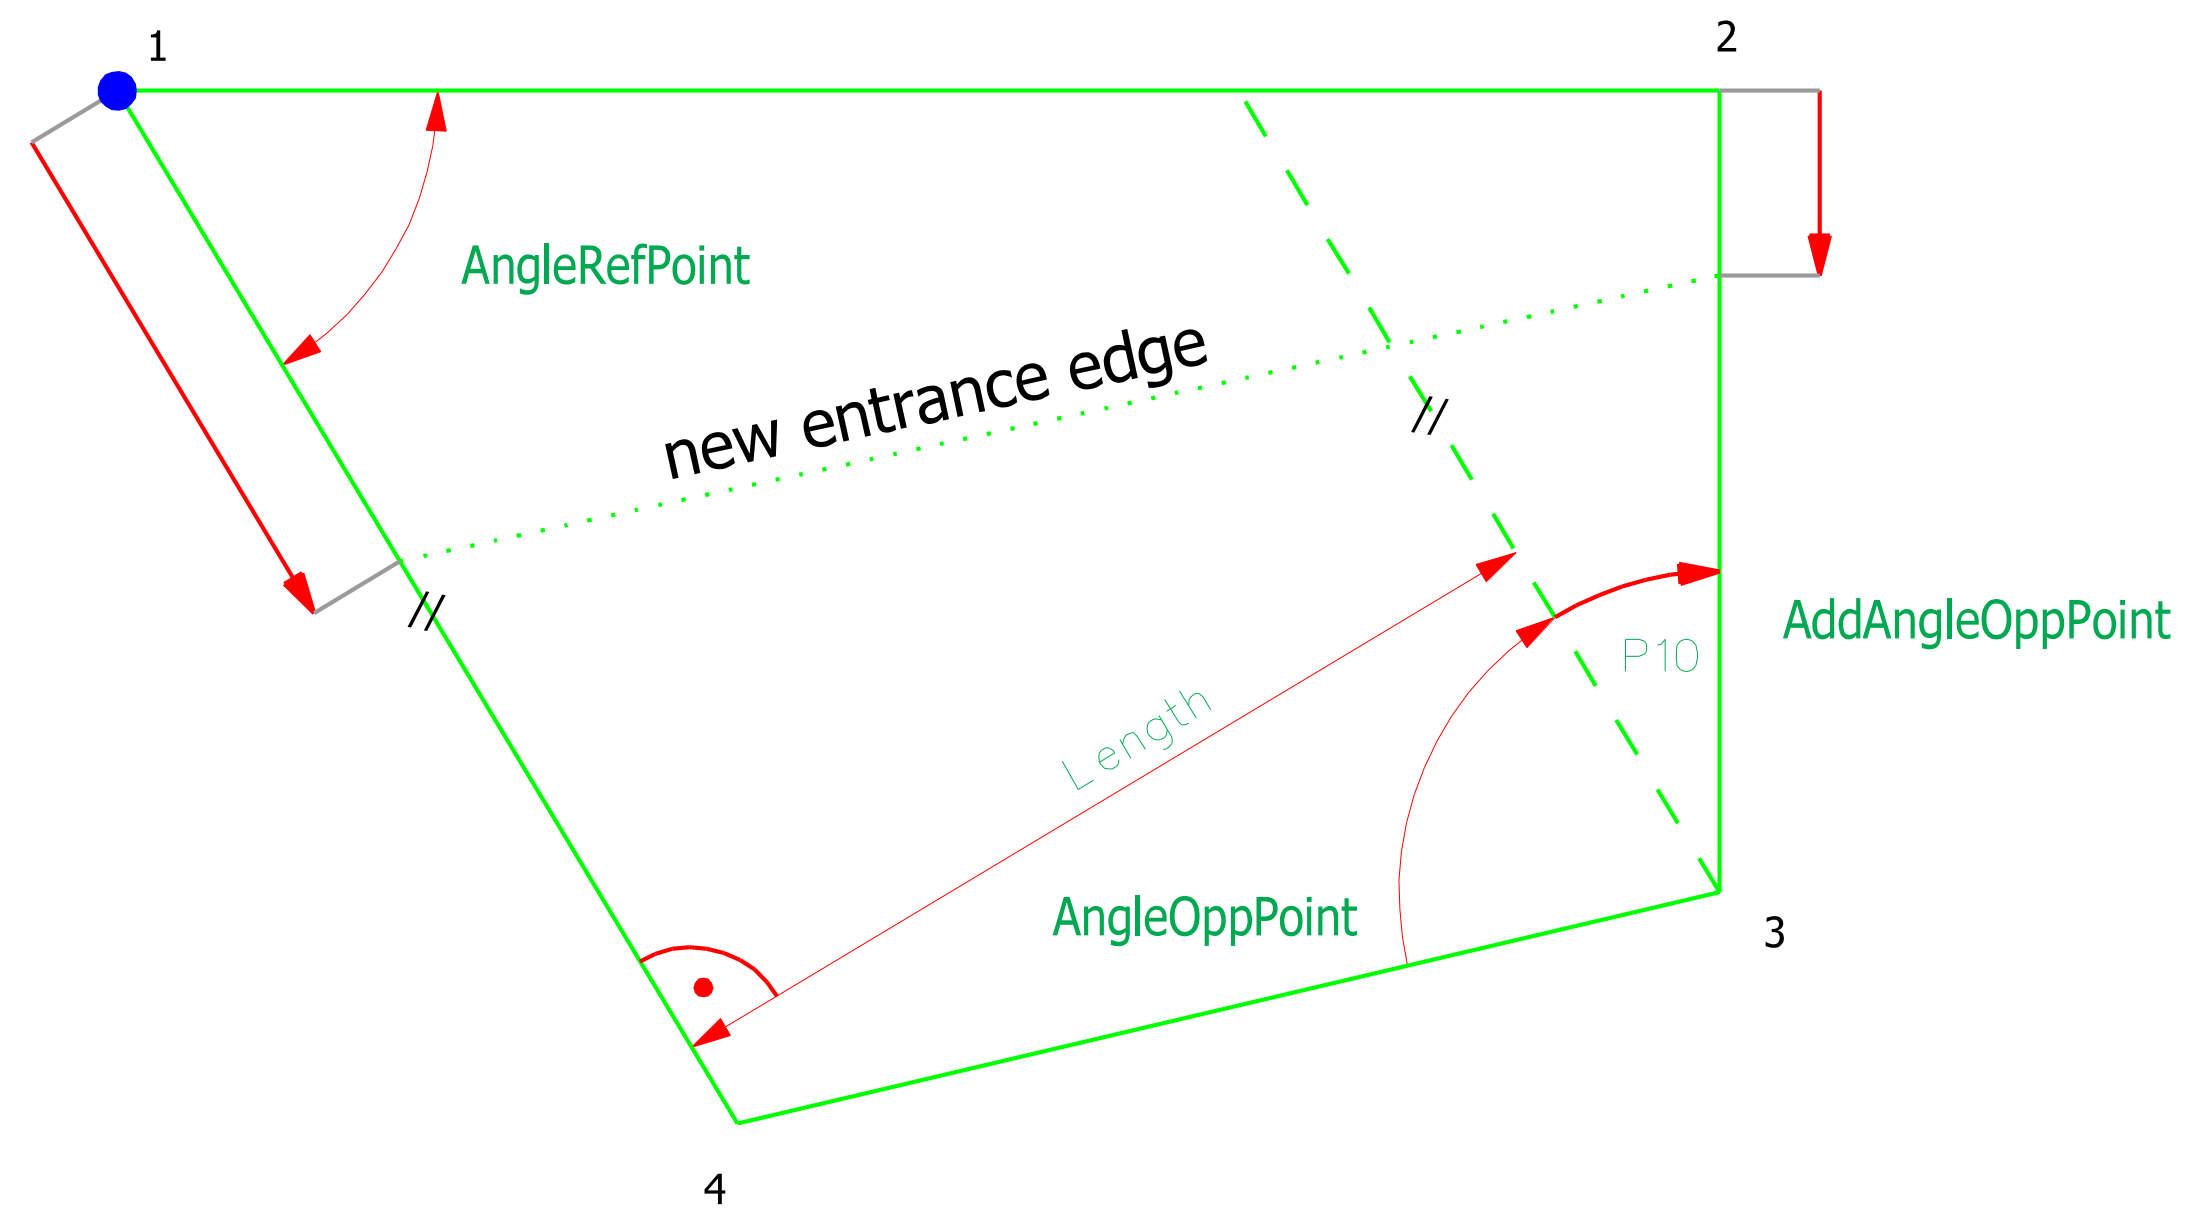 1
2
AngleRefPoint
new entrance edge
//
//
AddAngleOppPoint
P10
Length
AngleOppPoint
3
4